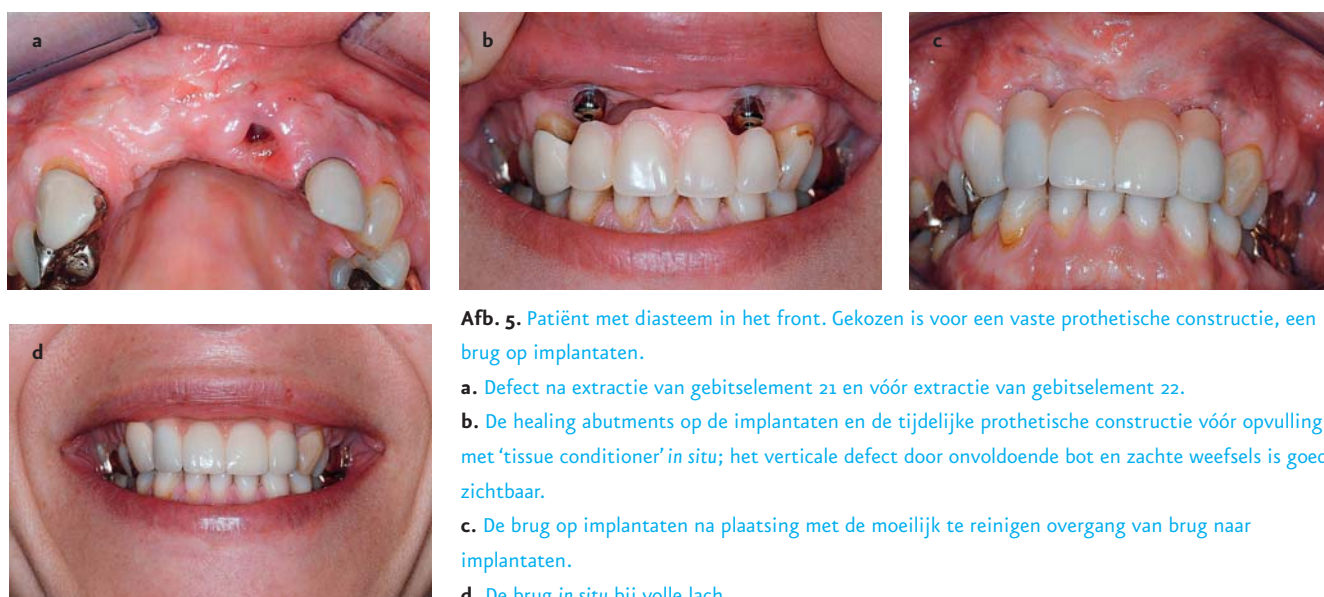 a
b
c
d
Afb. 5. Patiënt met diasteem in het front. Gekozen is voor een vaste prothetische constructie, een
brug op implantaten.
a. Defect na extractie van gebitselement 21 en vóór extractie van gebitselement 22.
b. De healing abutments op de implantaten en de tijdelijke prothetische constructie vóór opvulling
met ‘tissue conditioner’ in situ; het verticale defect door onvoldoende bot en zachte weefsels is goed
zichtbaar.
c. De brug op implantaten na plaatsing met de moeilijk te reinigen overgang van brug naar
implantaten.
d. De brug in situ bij volle lach.